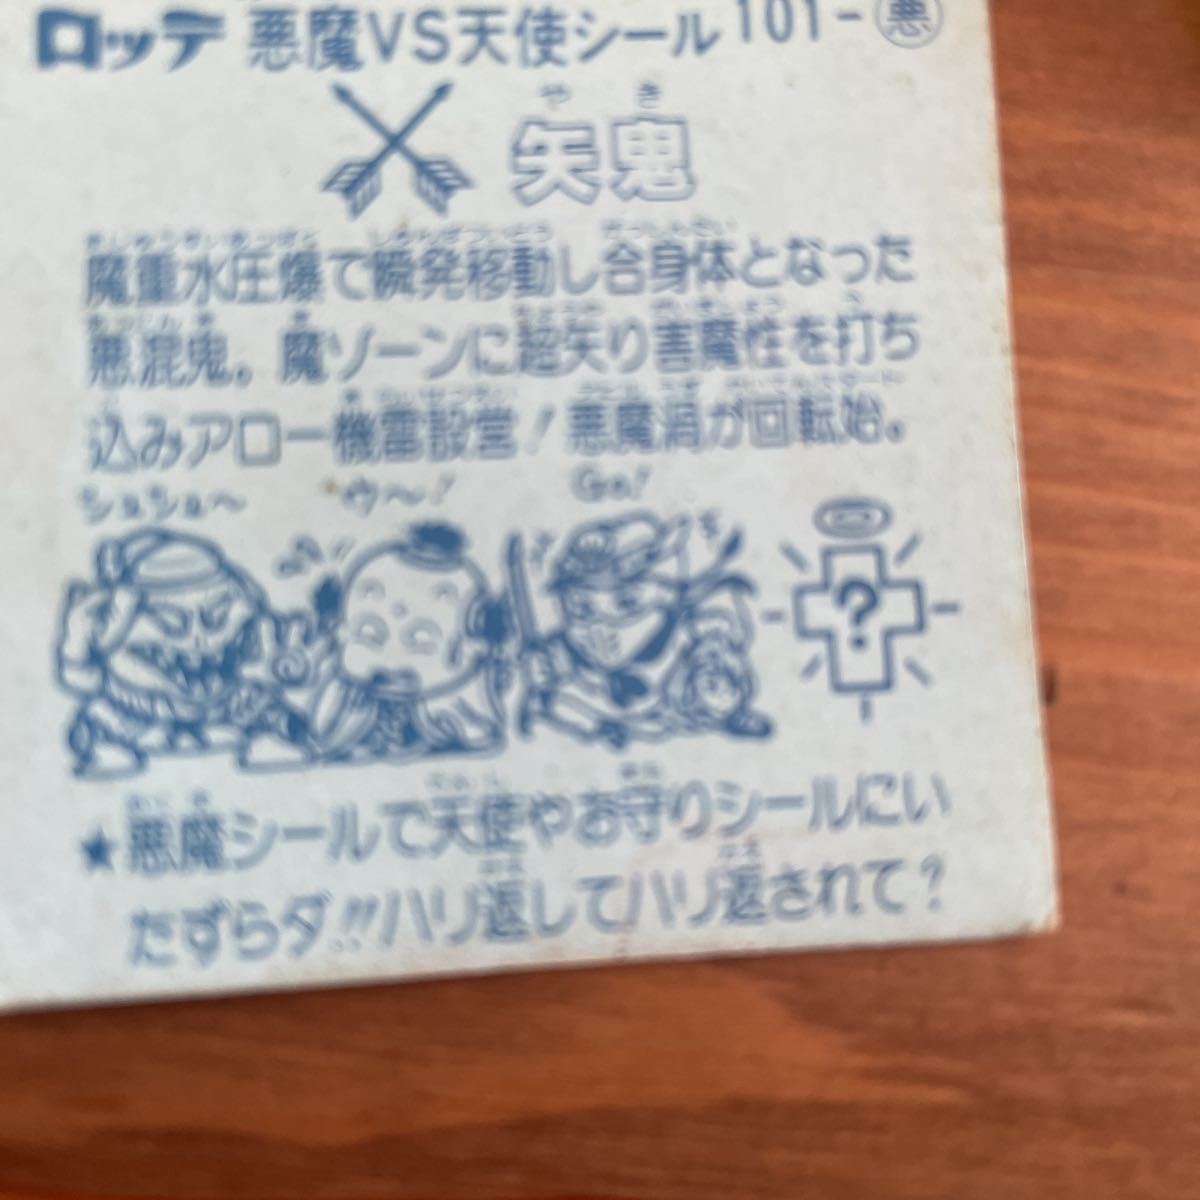 ロッテ 悪魔VS天使シール 101-悪
やき
矢鬼
魔重水圧爆で瞬発移動し合身体となった
悪混鬼。魔ゾーンに超矢り害魔性を打ち
込みアロー機雷設営!悪魔渦が回転始。
シュシュ〜 ウ〜! Go!
?
★悪魔シールで天使やお守りシールにい
たずらダ!!ハリ返してハリ返されて?